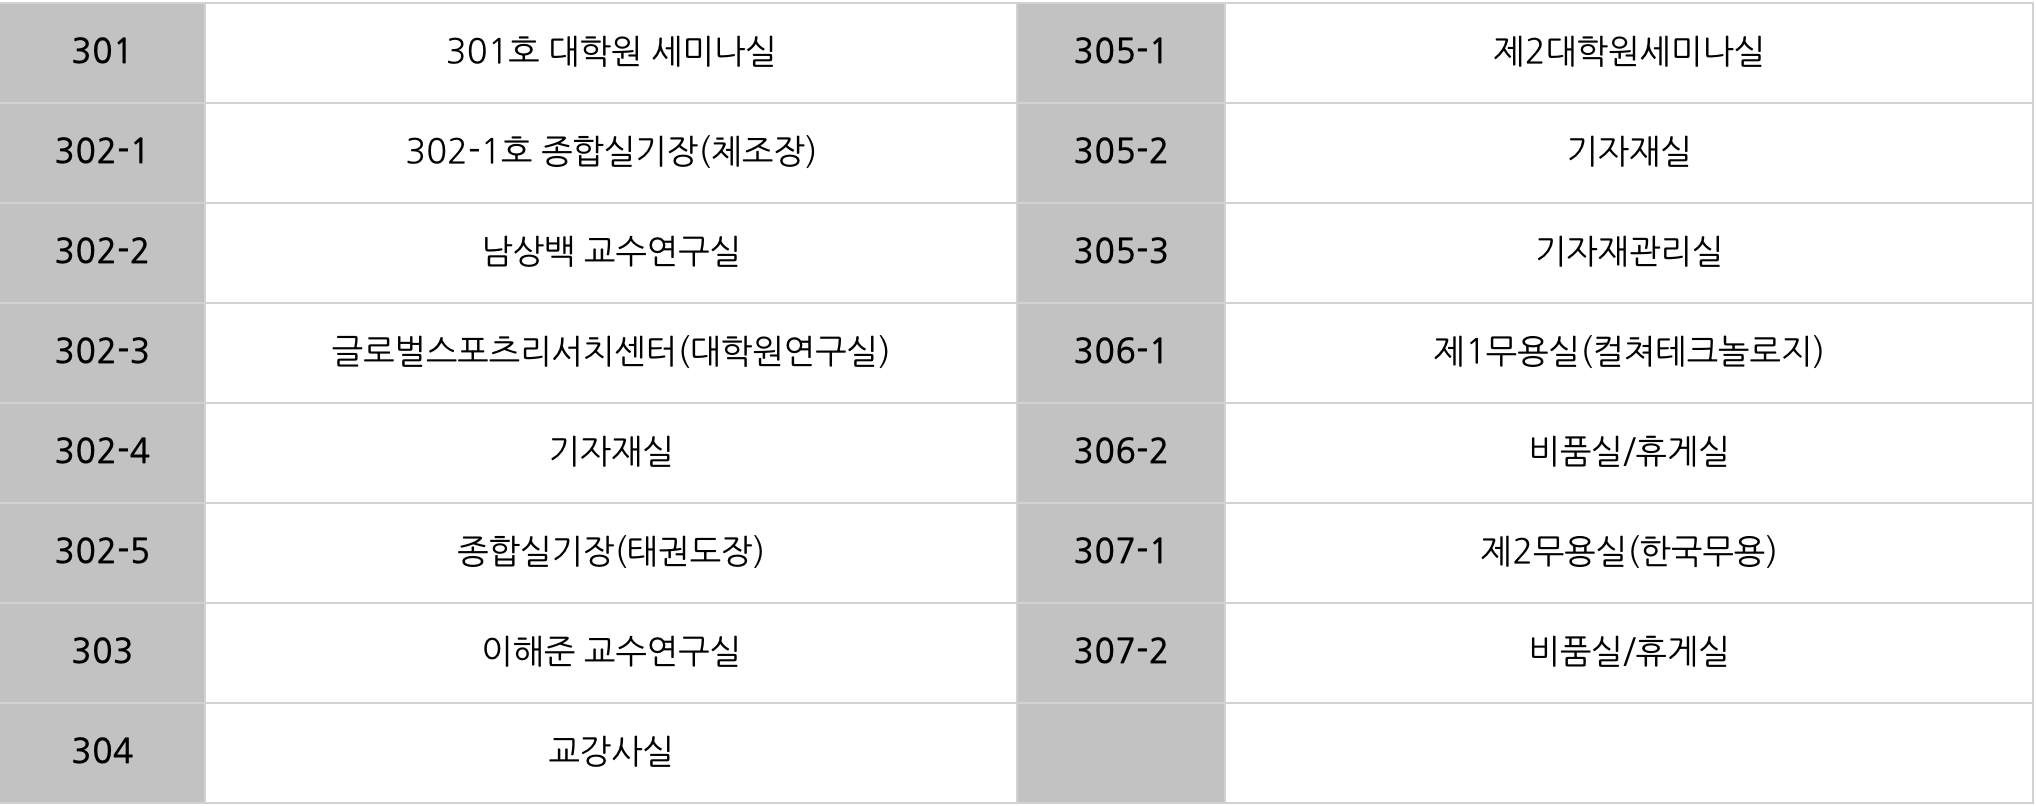 301 301호 대학원 세미나실 305-1 제2대학원세미나실
302-1 302-1호 종합실기장(체조장) 305-2 기자재실
302-2 남상백 교수연구실 305-3 기자재관리실
302-3 글로벌스포츠리서치센터(대학원연구실) 306-1 제1무용실(컬쳐테크놀로지)
302-4 기자재실 306-2 비품실/휴게실
302-5 종합실기장(태권도장) 307-1 제2무용실(한국무용)
303 이해준 교수연구실 307-2 비품실/휴게실
304 교강사실